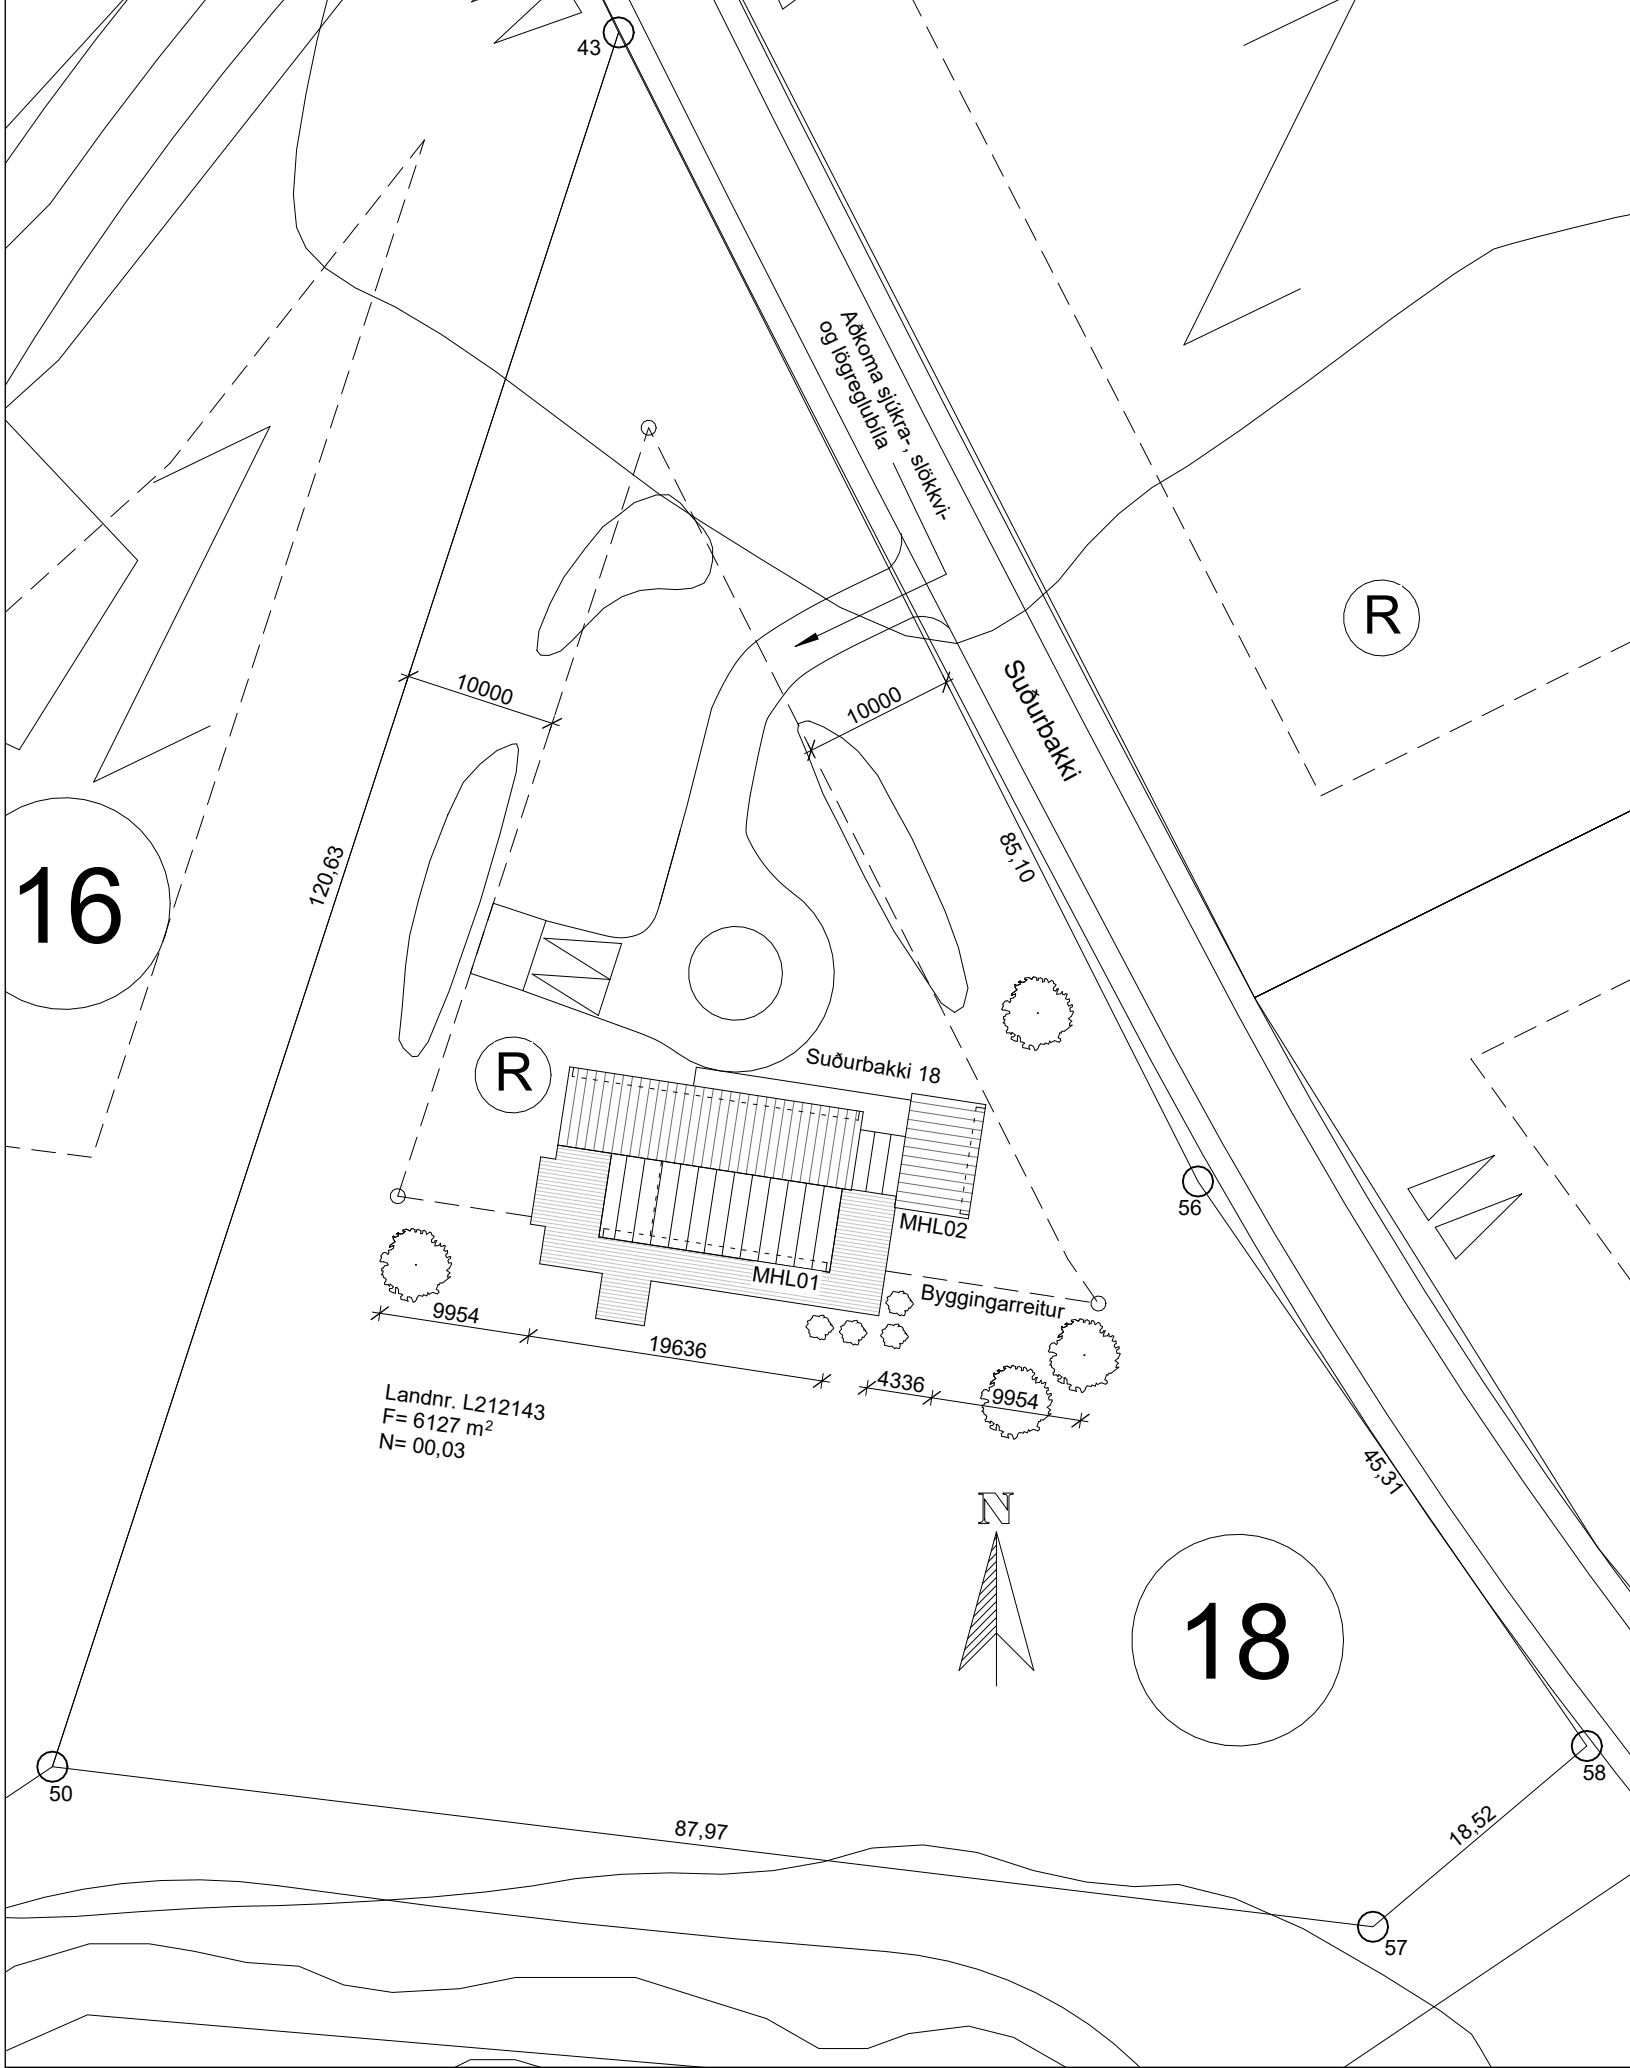 43
Aðkoma sjúkra-, slökkvi-
og lögreglubíla
R
10000
10000
Suðurbakki
85,10
120,63
16
Suðurbakki 18
R
56
MHL02
MHL01
Byggingarreitur
9954
19636
4336
9954
Landnr. L212143
F= 6127 m²
N= 00,03
45,31
N
18
50
58
87,97
18,52
57